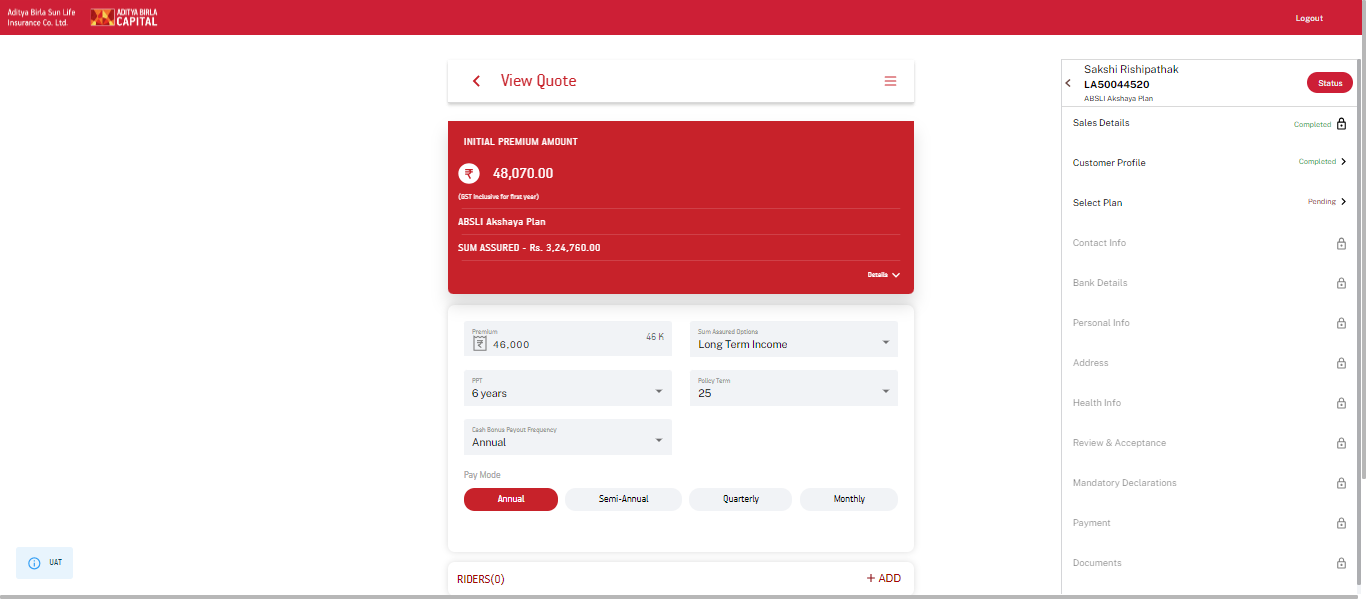 Aditya Birla Sun Life
Insurance Co. Ltd.
ADITYA BIRLA
CAPITAL
Logout
View Quote
INITIAL PREMIUM AMOUNT
₹ 48,070.00
(GST Inclusive for first year)
ABSLI Akshaya Plan
SUM ASSURED - Rs. 3,24,760.00
Details
Premium
₹ 46,000
46 K
Sum Assured Options
Long Term Income
PPT
6 years
Policy Term
25
Cash Bonus Payout Frequency
Annual
Pay Mode
Annual
Semi-Annual
Quarterly
Monthly
RIDERS(0)
+ ADD
UAT
Sakshi Rishipathak
LA50044520
ABSLI Akshaya Plan
Status
Sales Details
Completed
Customer Profile
Completed
Select Plan
Pending
Contact Info
Bank Details
Personal Info
Address
Health Info
Review & Acceptance
Mandatory Declarations
Payment
Documents